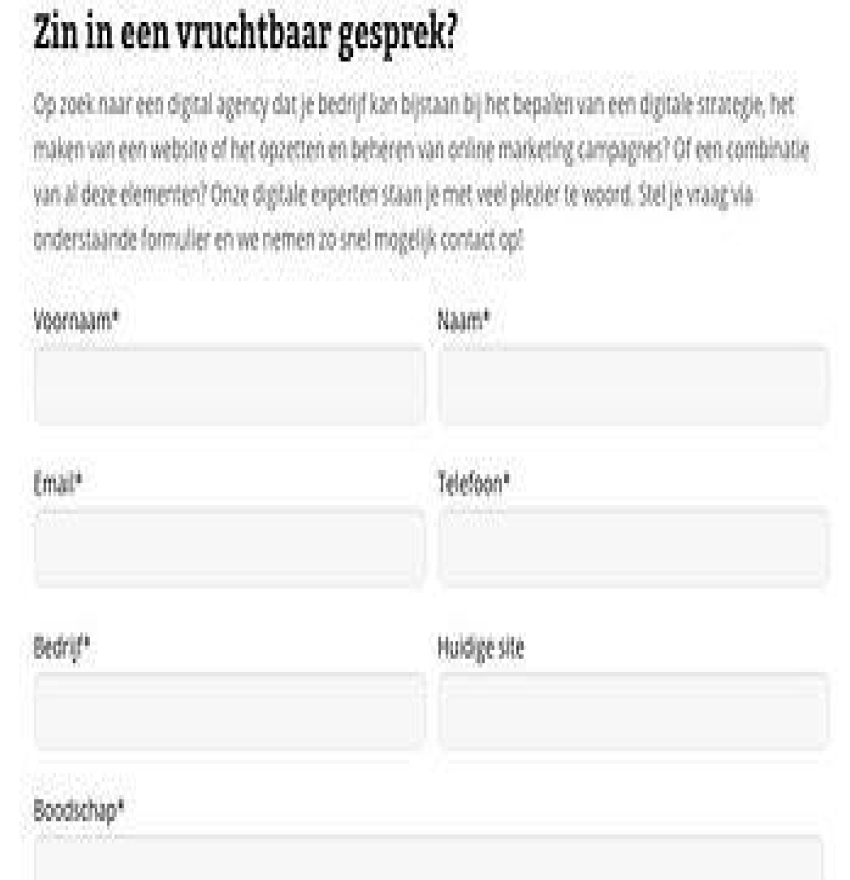 Zin in een vruchtbaar gesprek?
Op zoek naar een digital agency dat je bedrijf kan bijstaan bij het bepalen van een digitale strategie, het
maken van een website of het opzetten en beheren van online marketing campagnes? Of een combinatie
van al deze elementen? Onze digitale experten staan je met veel plezier te woord. Stel je vraag via
onderstaande formulier en we nemen zo snel mogelijk contact op!
Voornaam* Naam*
Email* Telefoon*
Bedrijf* Huidige site
Boodschap*